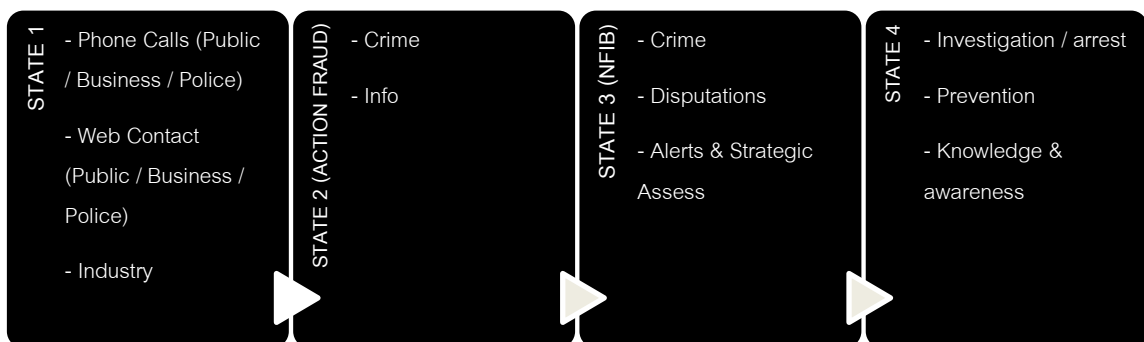 STATE 1
- Phone Calls (Public
/ Business / Police)
- Web Contact
(Public / Business /
Police)
- Industry
STATE 2 (ACTION FRAUD)
- Crime
- Info
STATE 3 (NFIB)
- Crime
- Disputations
- Alerts & Strategic
Assess
STATE 4
- Investigation / arrest
- Prevention
- Knowledge &
awareness